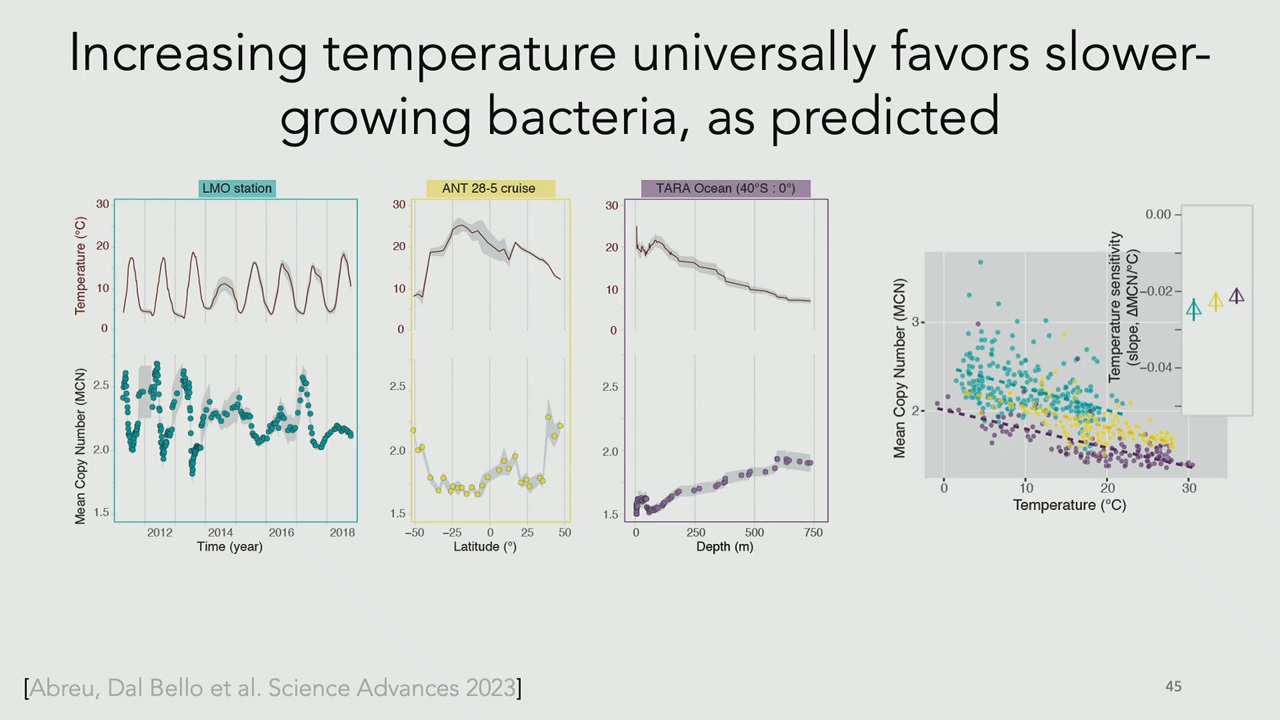 Increasing temperature universally favors slower-
growing bacteria, as predicted
LMO station
ANT 28-5 cruise
TARA Ocean (40°S : 0°)
Temperature (°C)
30
20
10
0
30
20
10
0
30
20
10
0
Mean Copy Number (MCN)
2.5
2.0
1.5
2.5
2.0
1.5
2.5
2.0
1.5
2012 2014 2016 2018
Time (year)
−50 −25 0 25 50
Latitude (°)
0 250 500 750
Depth (m)
Mean Copy Number (MCN)
3
2
0 10 20 30
Temperature (°C)
Temperature sensitivity
(slope, ΔMCN/°C)
0.00
−0.02
−0.04
[Abreu, Dal Bello et al. Science Advances 2023]
45